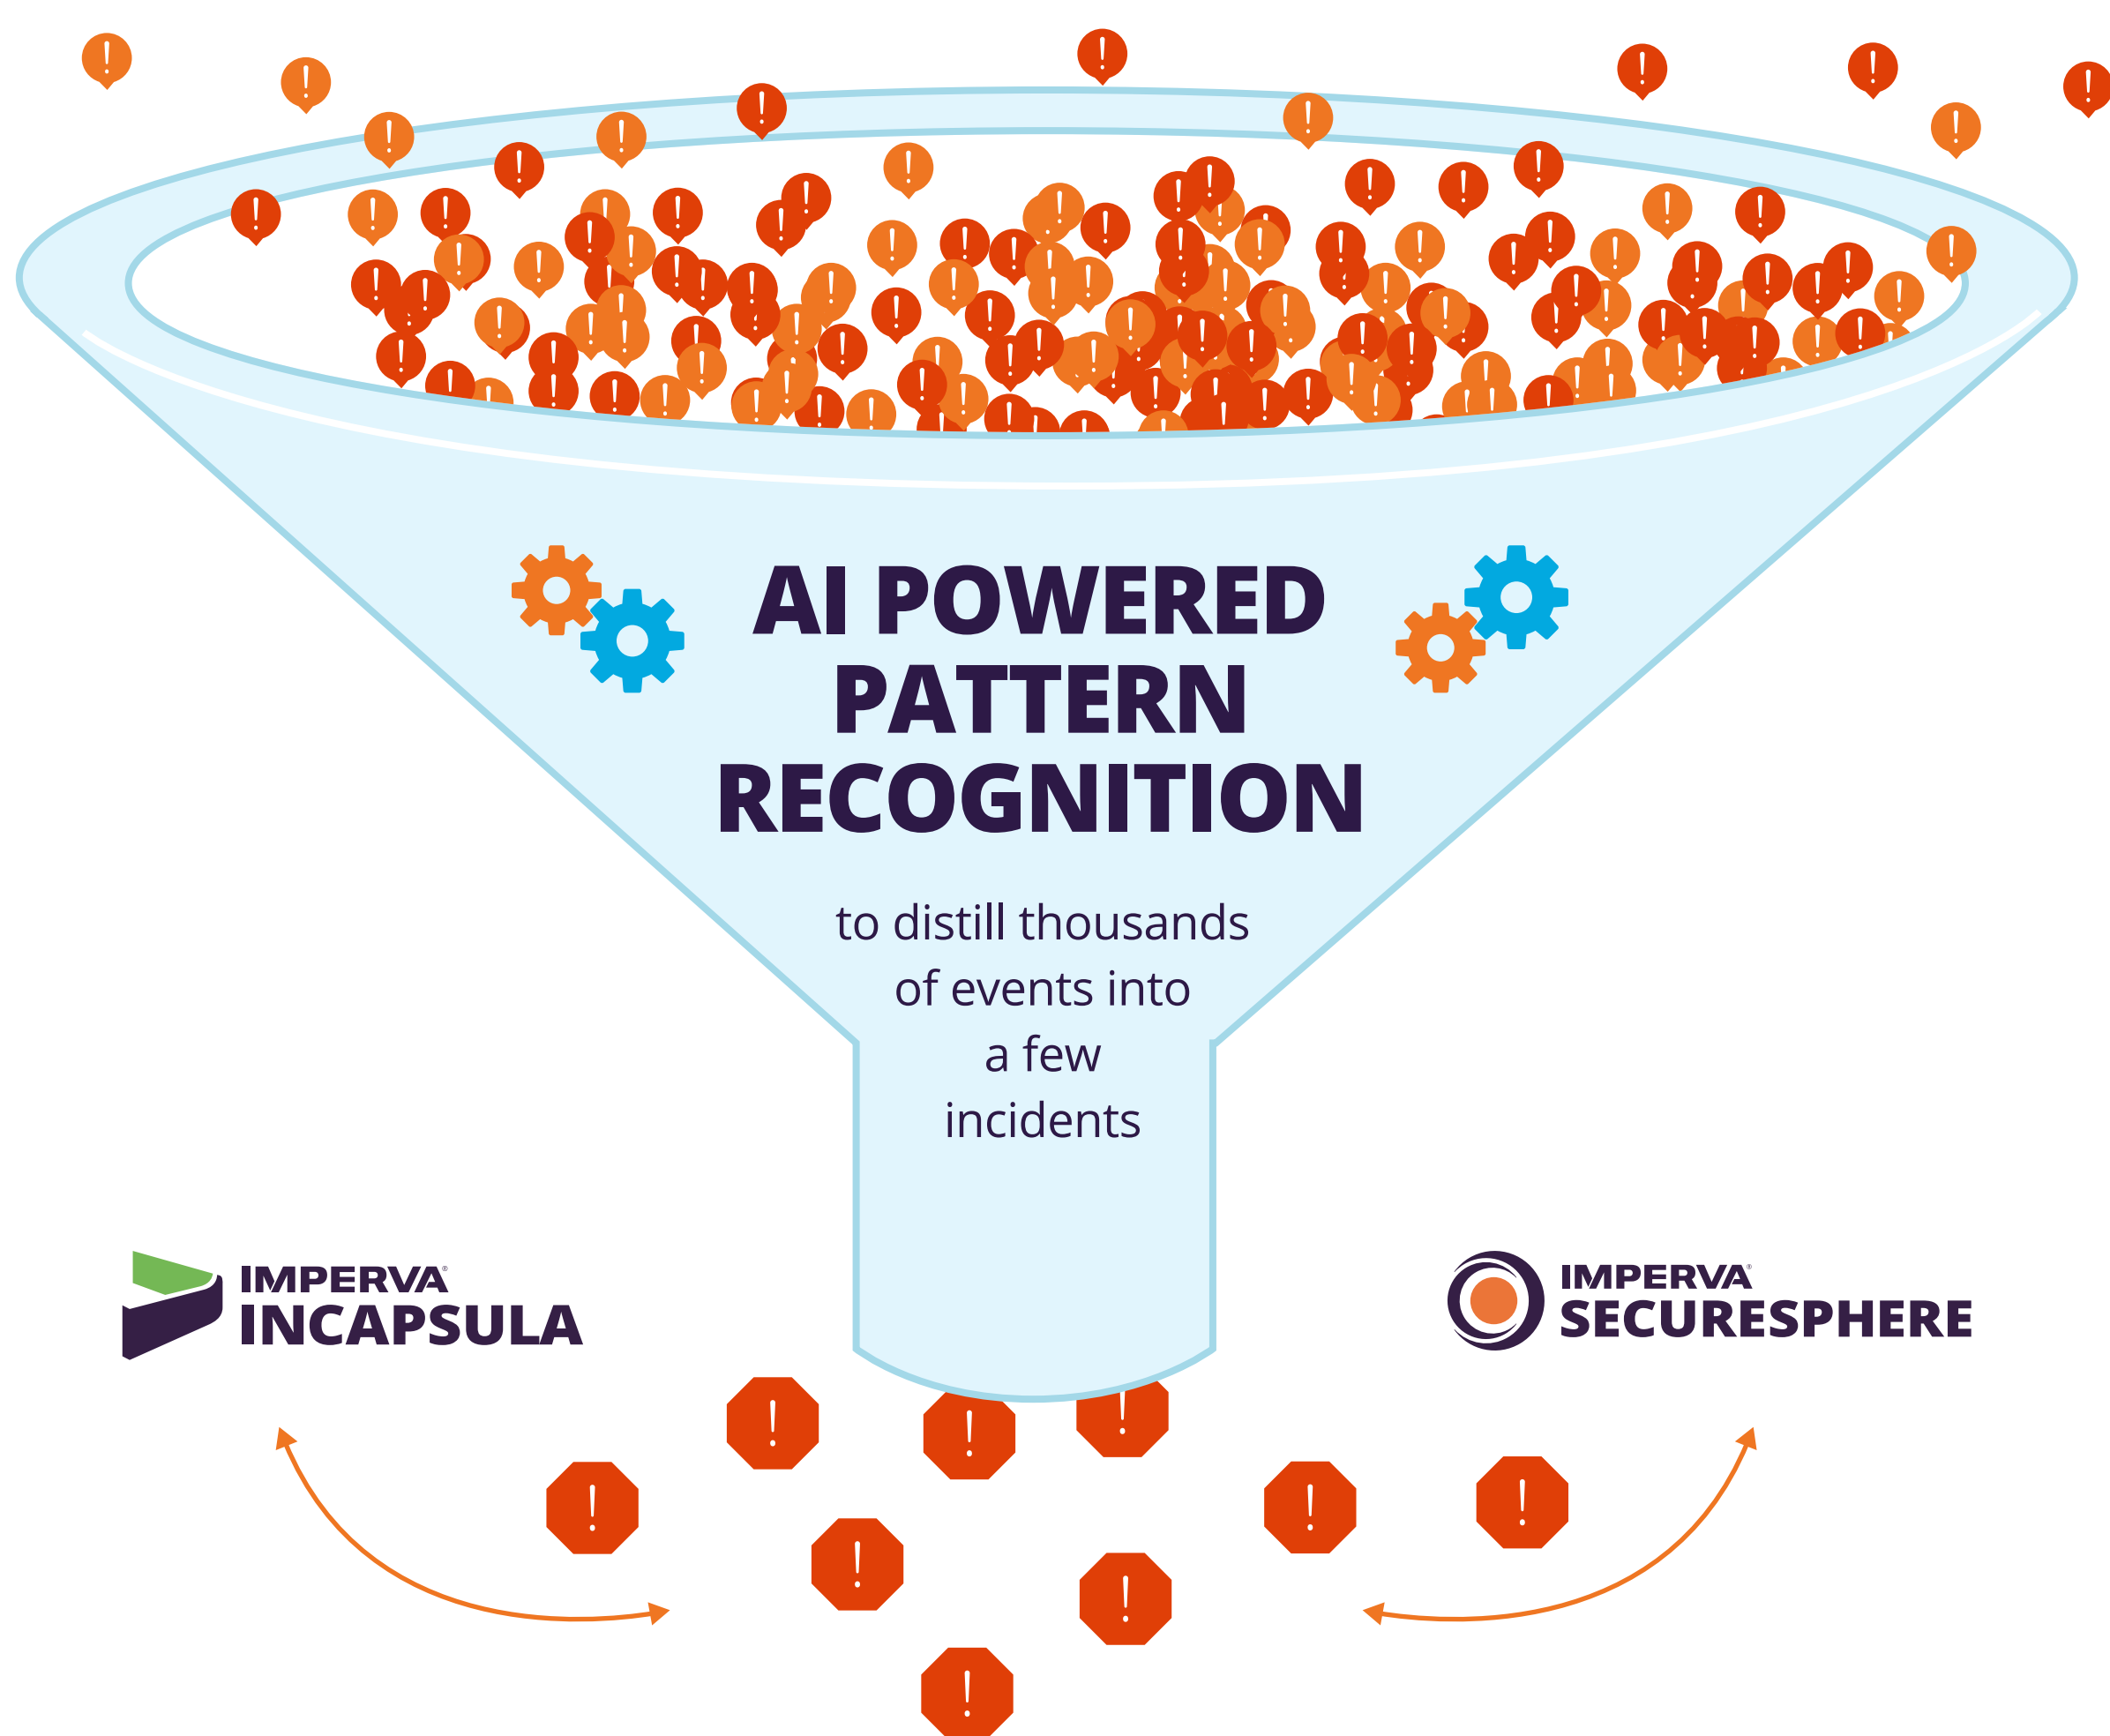 AI POWERED
PATTERN
RECOGNITION
to distill thousands
of events into
a few
incidents
IMPERVA®
INCAPSULA
IMPERVA®
SECURESPHERE